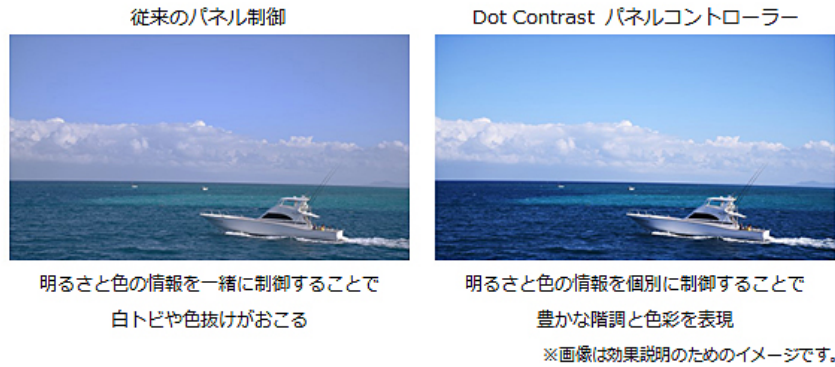 従来のパネル制御
Dot Contrast パネルコントローラー
明るさと色の情報を一緒に制御することで
白トビや色抜けがおこる
明るさと色の情報を個別に制御することで
豊かな階調と色彩を表現
※画像は効果説明のためのイメージです。